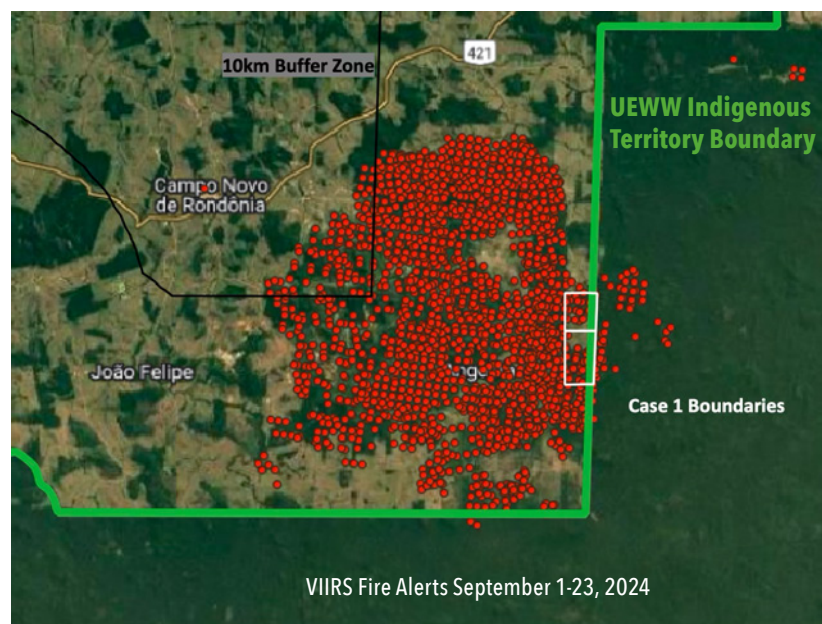 421
10km Buffer Zone
UEWW Indigenous
Territory Boundary
Campo Novo
de Rondônia
João Felipe
Case 1 Boundaries
VIIRS Fire Alerts September 1-23, 2024